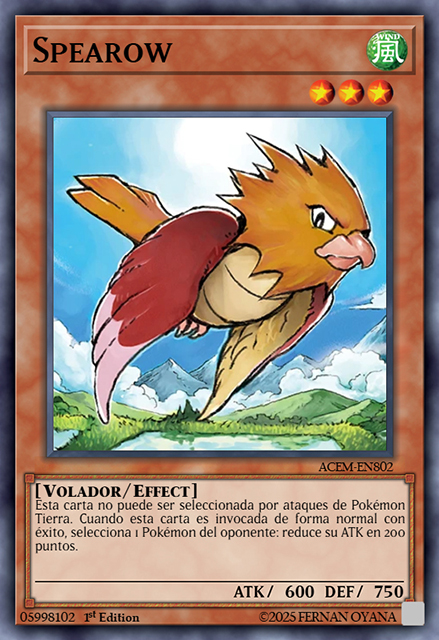 SPEAROW
WIND
風
ACEM-EN802
[VOLADOR/EFFECT]
Esta carta no puede ser seleccionada por ataques de Pokémon
Tierra. Cuando esta carta es invocada de forma normal con
éxito, selecciona 1 Pokémon del oponente: reduce su ATK en 200
puntos.
ATK/ 600 DEF/ 750
05998102 1st Edition ©2025 FERNAN OYANA